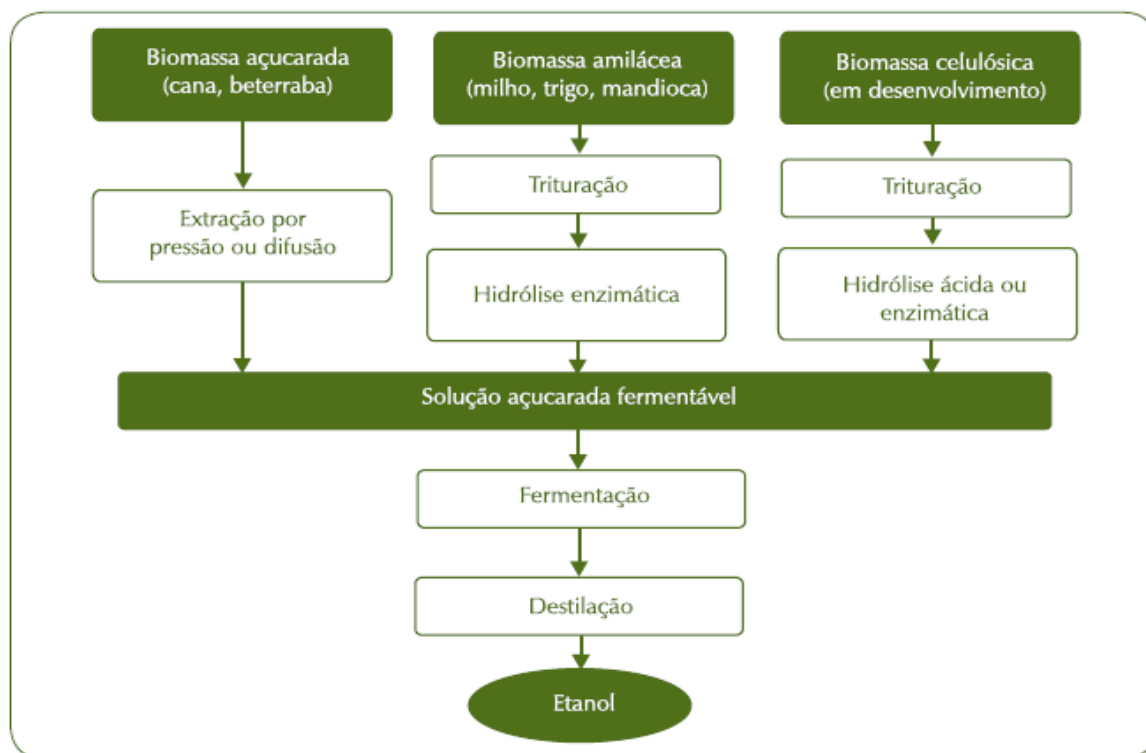 Biomassa açucarada
(cana, beterraba)
Biomassa amilácea
(milho, trigo, mandioca)
Biomassa celulósica
(em desenvolvimento)
Extração por
pressão ou difusão
Trituração
Hidrólise enzimática
Trituração
Hidrólise ácida ou
enzimática
Solução açucarada fermentável
Fermentação
Destilação
Etanol